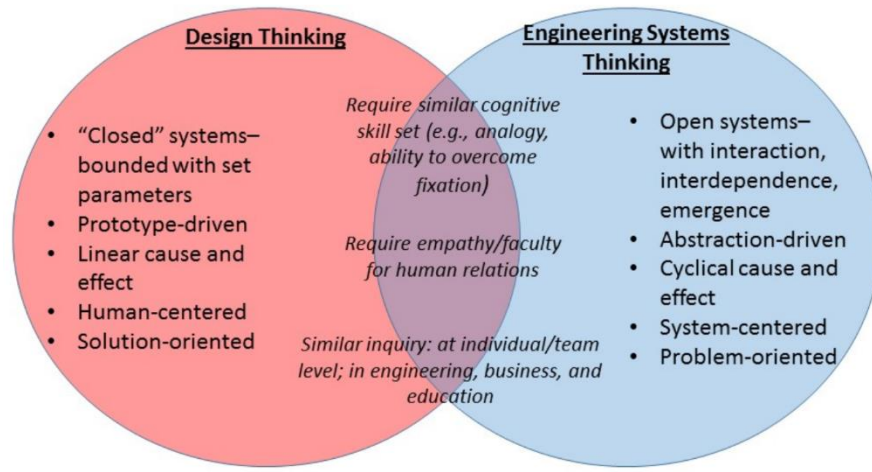 Design Thinking
• “Closed” systems–
bounded with set
parameters
• Prototype-driven
• Linear cause and
effect
• Human-centered
• Solution-oriented
Require similar cognitive
skill set (e.g., analogy,
ability to overcome
fixation)
Require empathy/faculty
for human relations
Similar inquiry: at individual/team
level; in engineering, business, and
education
Engineering Systems
Thinking
• Open systems–
with interaction,
interdependence,
emergence
• Abstraction-driven
• Cyclical cause and
effect
• System-centered
• Problem-oriented